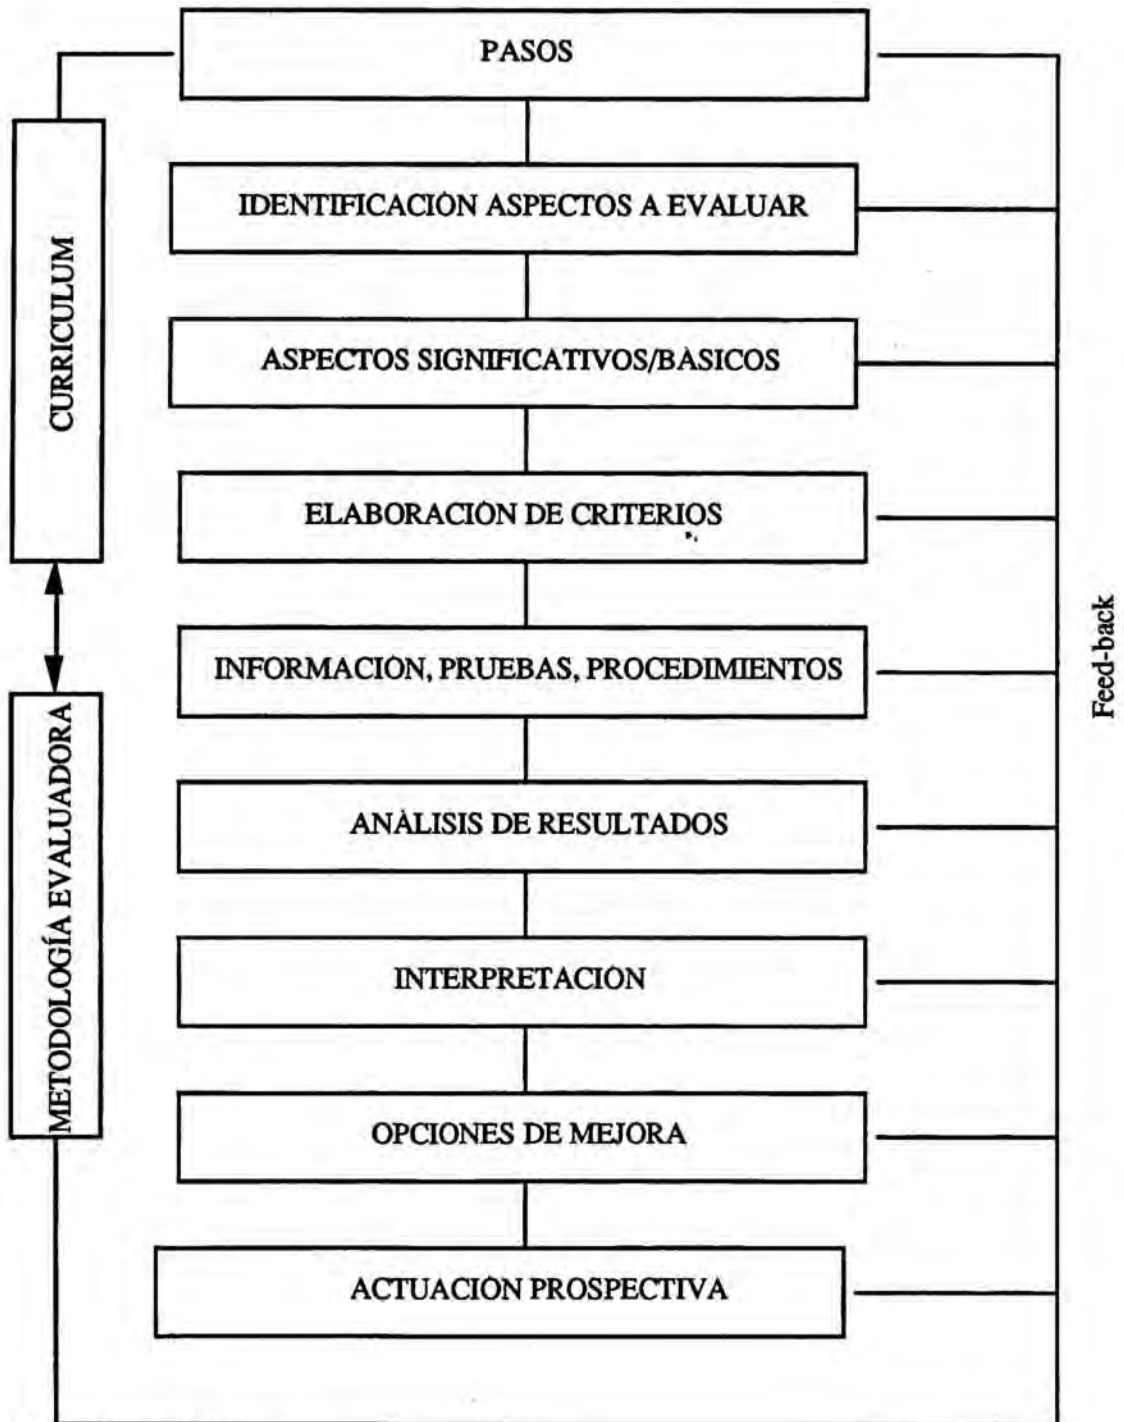 PASOS
IDENTIFICACIÓN ASPECTOS A EVALUAR
ASPECTOS SIGNIFICATIVOS/BÁSICOS
ELABORACIÓN DE CRITERIOS
INFORMACIÓN, PRUEBAS, PROCEDIMIENTOS
ANÁLISIS DE RESULTADOS
INTERPRETACIÓN
OPCIONES DE MEJORA
ACTUACIÓN PROSPECTIVA
CURRICULUM
METODOLOGÍA EVALUADORA
Feed-back